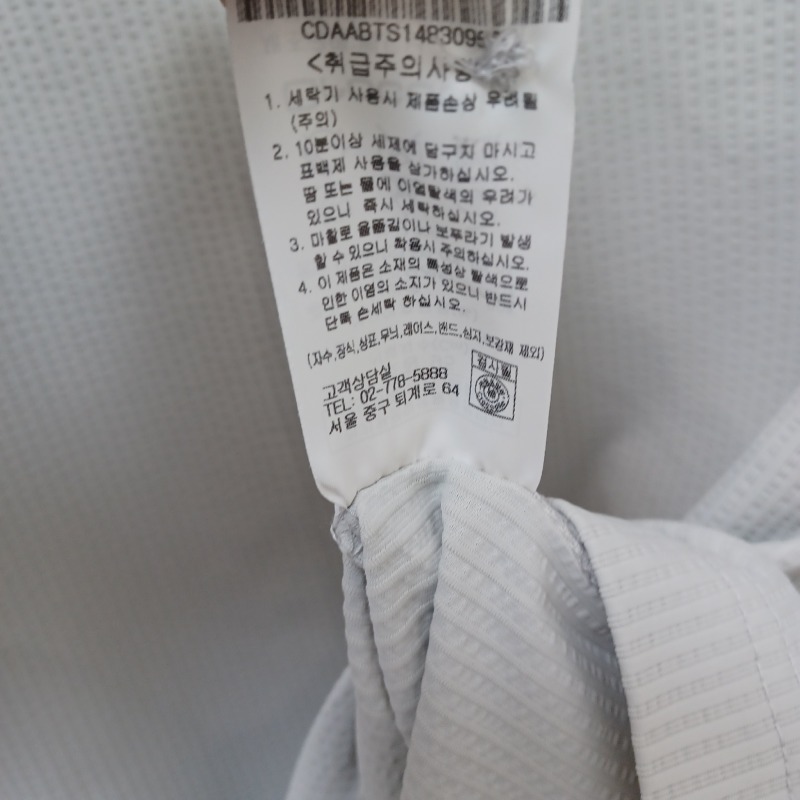 CDAABTS1483095
<취급주의사항>
1. 세탁기 사용시 제품손상 우려됨
(주의)
2. 10분이상 세제에 담구지 마시고
표백제 사용을 삼가하십시오.
땀 또는 물에 이염탈색의 우려가
있으니 즉시 세탁하십시오.
3. 마찰로 올뜯김이나 보푸라기 발생
할 수 있으니 착용시 주의하십시오.
4. 이 제품은 소재의 특성상 탈색으로
인한 이염의 소지가 있으니 반드시
단독 손세탁 하십시오.
(자수,장식,상표,무늬,레이스,밴드,심지,보강재 제외)
고객상담실
TEL: 02-778-5888
서울 중구 퇴계로 64
검사필